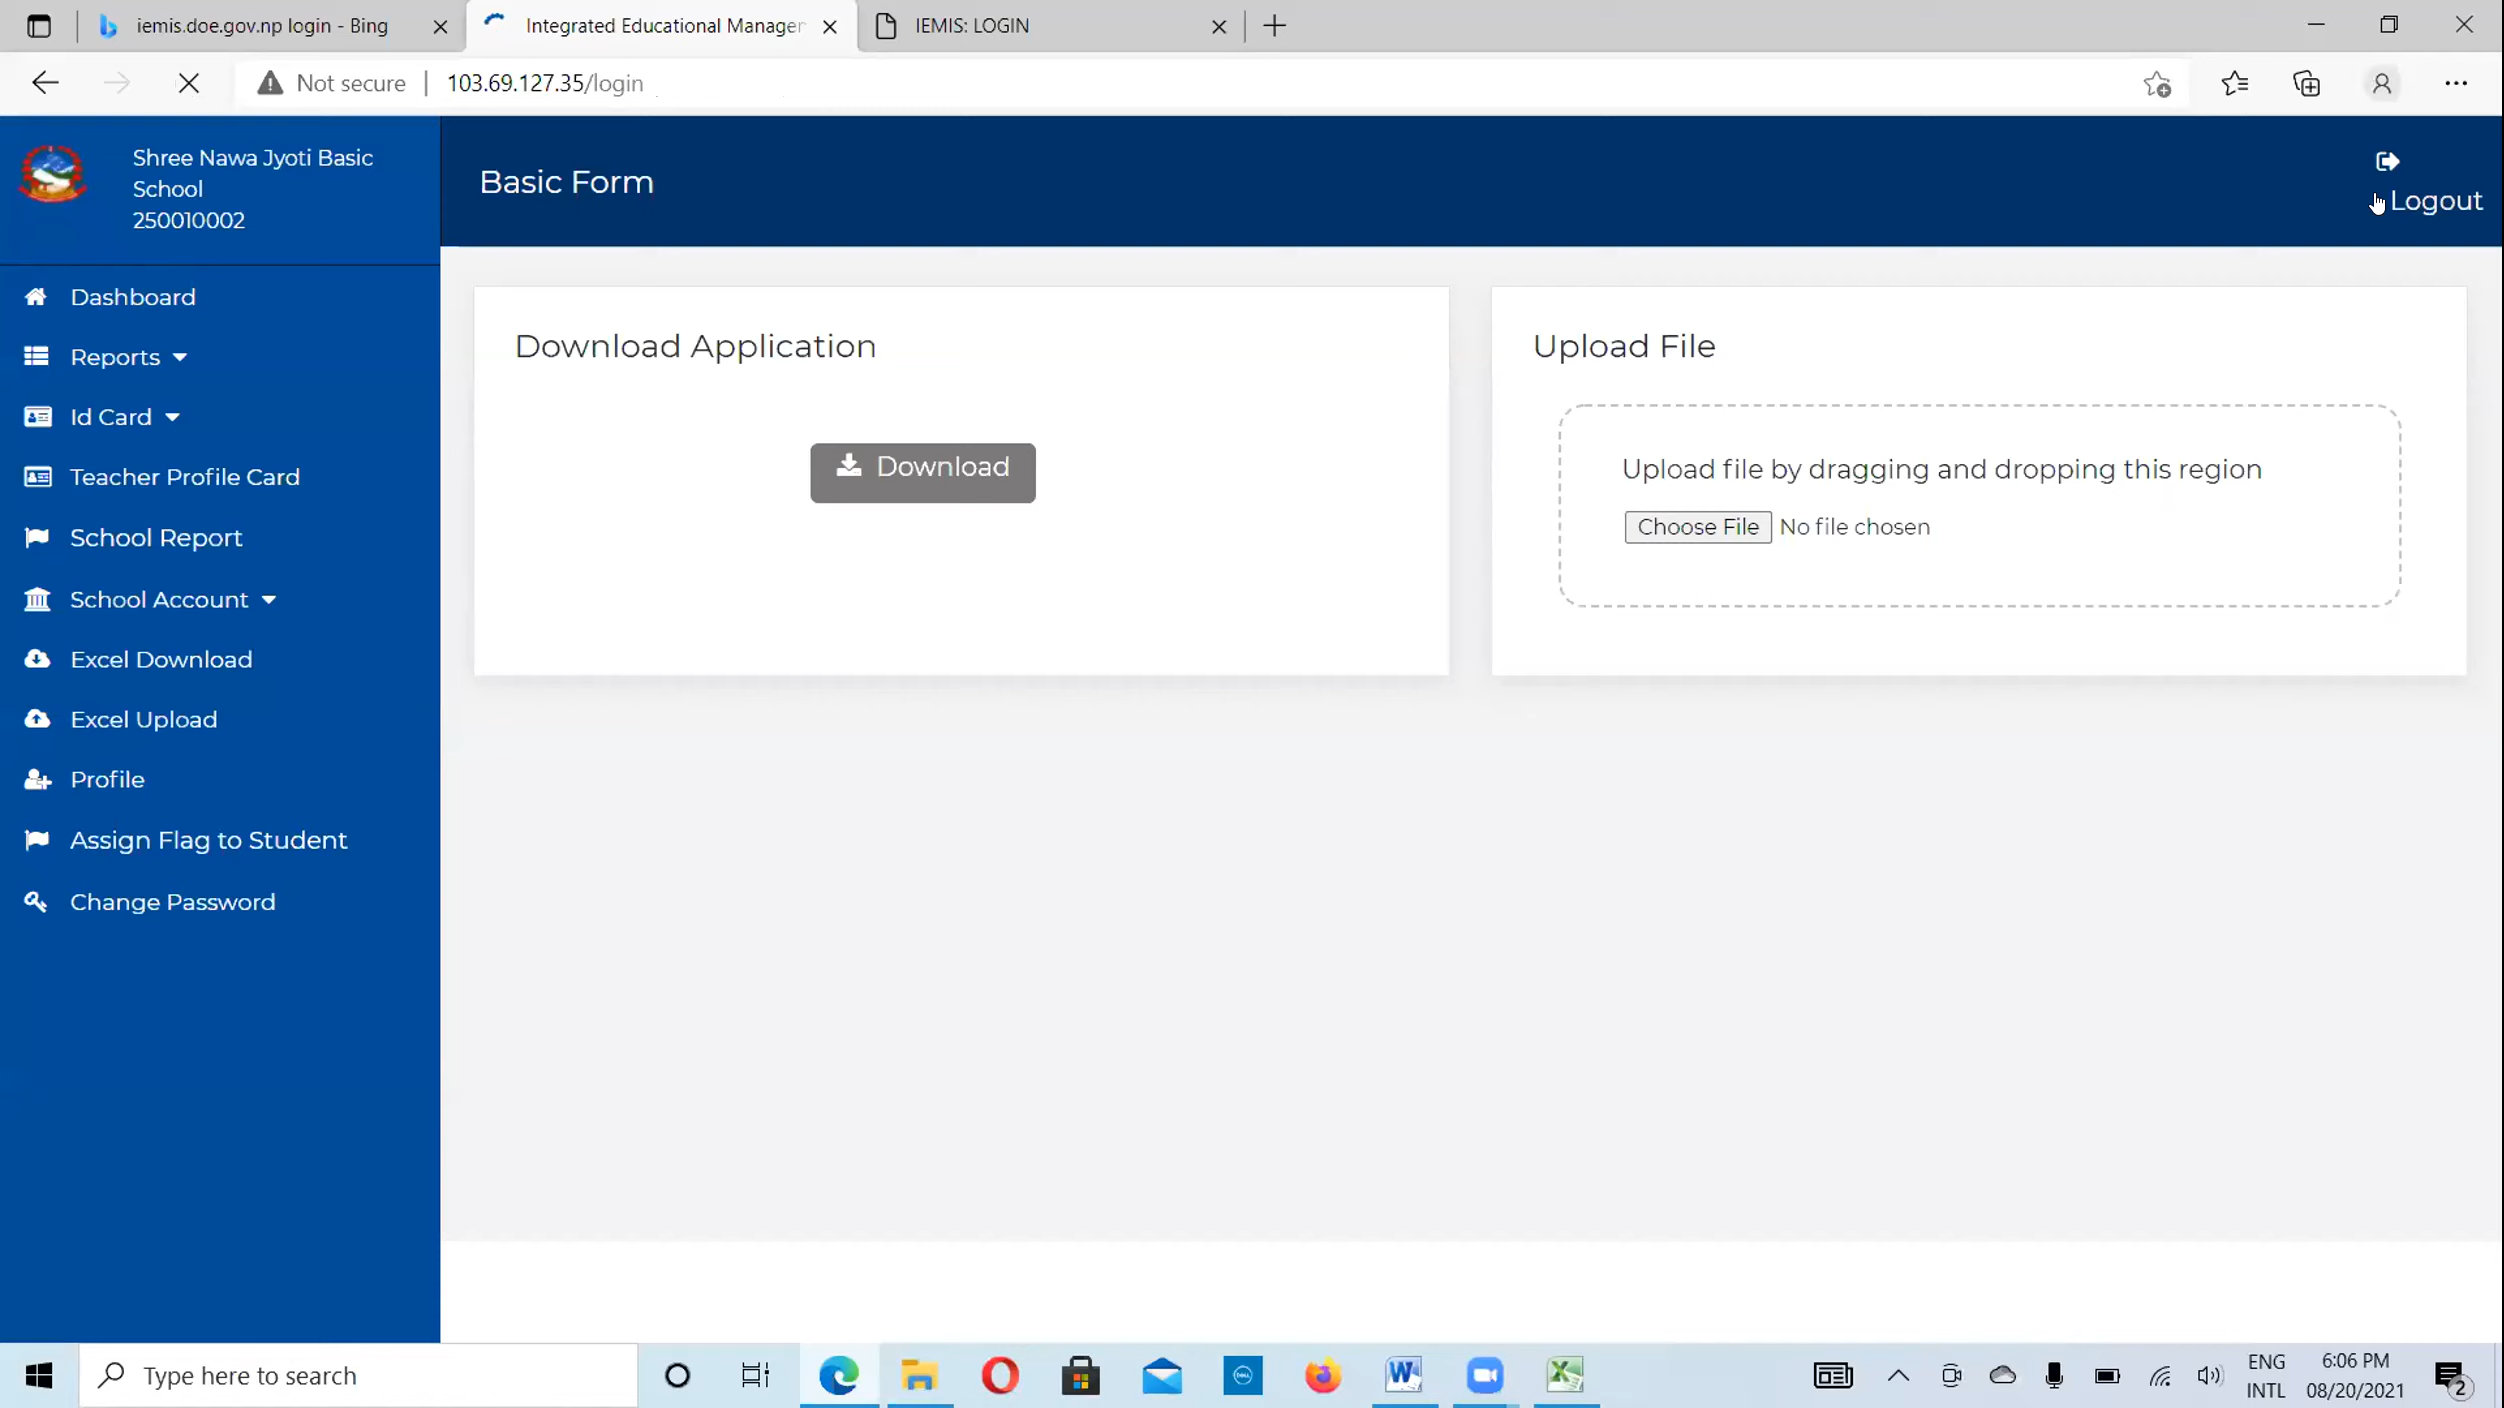 iemis.doe.gov.np login - Bing
Integrated Educational Manager
IEMIS: LOGIN
Not secure
103.69.127.35/login
Shree Nawa Jyoti Basic
School
250010002
Basic Form
Logout
Dashboard
Reports
Id Card
Teacher Profile Card
School Report
School Account
Excel Download
Excel Upload
Profile
Assign Flag to Student
Change Password
Download Application
Download
Upload File
Upload file by dragging and dropping this region
Choose File No file chosen
Type here to search
ENG
INTL
6:06 PM
08/20/2021
2